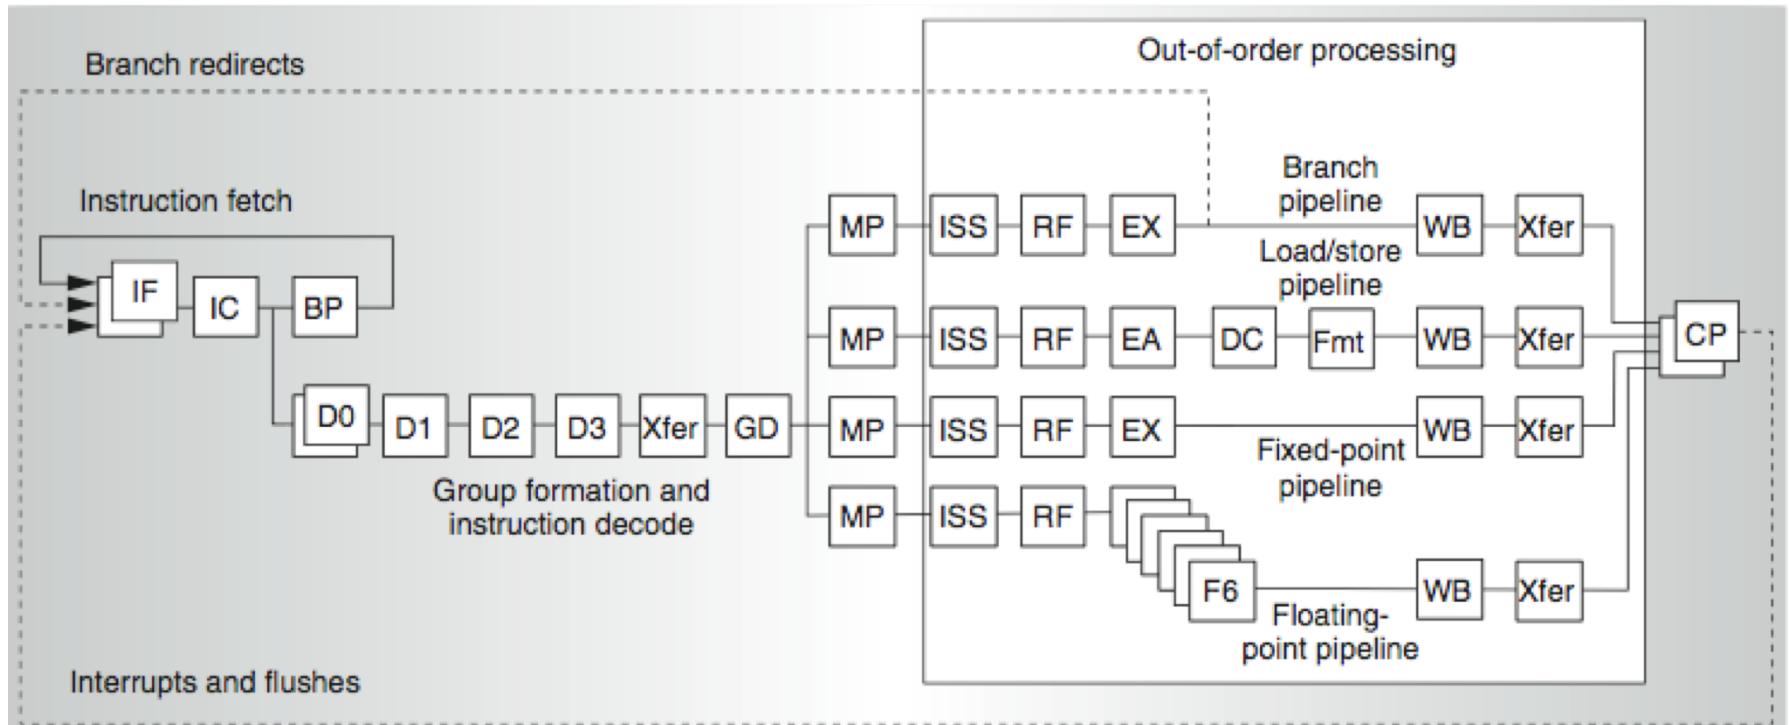 Out-of-order processing
Branch redirects
Instruction fetch
Branch
pipeline
MP ISS RF EX WB Xfer
Load/store
pipeline
IF IC BP
MP ISS RF EA DC Fmt WB Xfer
CP
D0 D1 D2 D3 Xfer GD
MP ISS RF EX WB Xfer
Fixed-point
pipeline
Group formation and
instruction decode
MP ISS RF
F6 WB Xfer
Floating-
point pipeline
Interrupts and flushes